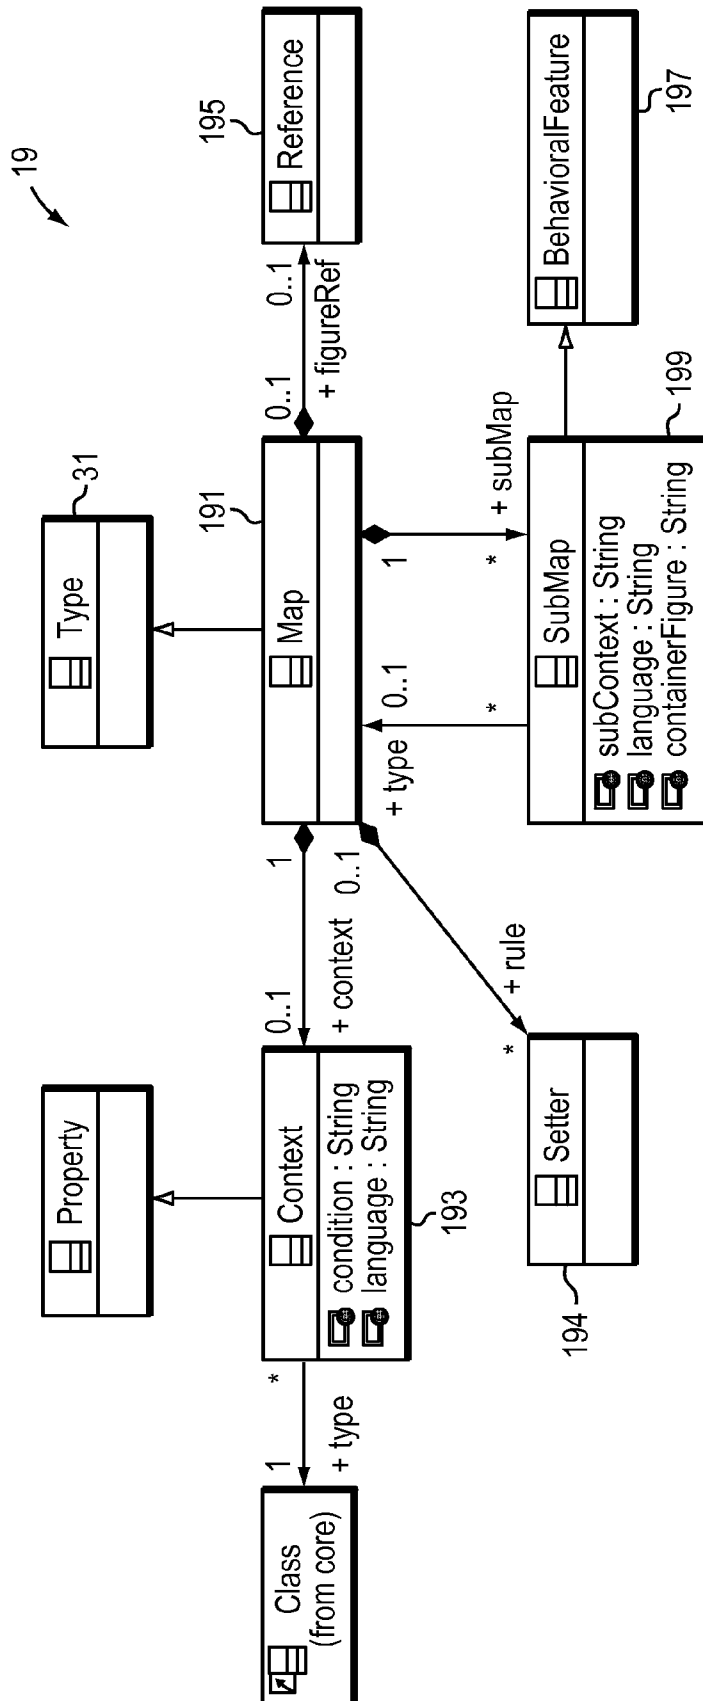 19
Class
(from core)
1
+ type
*
Property
Context
condition : String
language : String
193
0..1
+ context
1
Type
31
Map
191
0..1
+ figureRef
0..1
Reference
195
0..1
+ rule
*
Setter
194
+ type
0..1
*
1
+ subMap
*
SubMap
subContext : String
language : String
containerFigure : String
199
BehavioralFeature
197